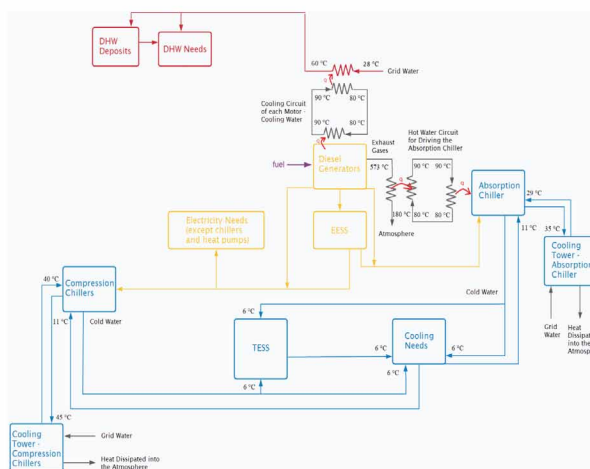 DHW
Deposits
DHW Needs
60 °C
28 °C
Grid Water
q
Cooling Circuit
of each Motor -
Cooling Water
90 °C
80 °C
90 °C
80 °C
q
Exhaust
Gases
573 °C
Hot Water Circuit
for Driving the
Absorption Chiller
fuel
Diesel
Generators
90 °C
90 °C
q
q
180 °C
80 °C
80 °C
Atmosphere
Absorption
Chiller
29 °C
11 °C
35 °C
Electricity Needs
(except chillers
and heat pumps)
EESS
Cooling
Tower -
Absorption
Chiller
40 °C
Compression
Chillers
11 °C
Cold Water
Cold Water
6 °C
TESS
6 °C
6 °C
Cooling
Needs
6 °C
6 °C
6 °C
Grid
Water
Heat
Dissipated
into the
45 °C
Cooling
Tower -
Compression
Chillers
Grid Water
Heat Dissipated into
the Atmosphere